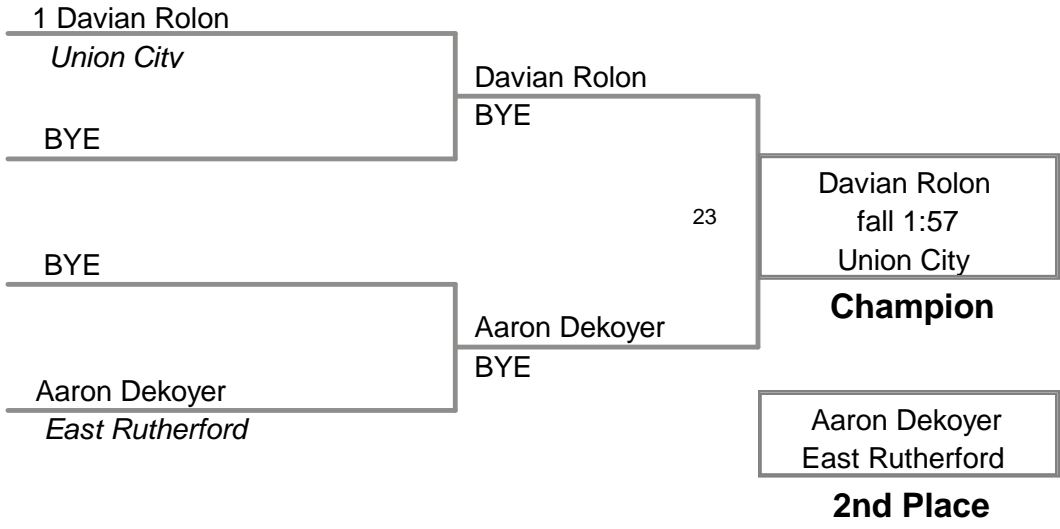 1 Davian Rolon
Union City
BYE
BYE
Aaron Dekoyer
East Rutherford
Davian Rolon
BYE
Aaron Dekoyer
BYE
23
Davian Rolon
fall 1:57
Union City
Champion
Aaron Dekoyer
East Rutherford
2nd Place